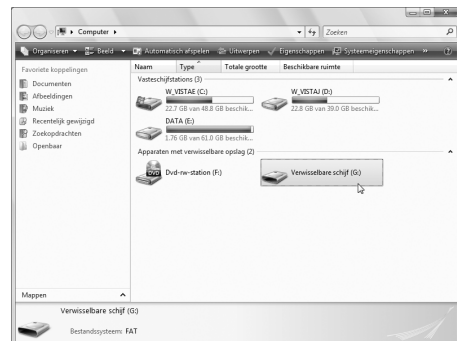 Computer
Zoeken
Organiseren Beeld Automatisch afspelen Uitwerpen Eigenschappen Systeemeigenschappen »
Favoriete koppelingen
Documenten
Afbeeldingen
Muziek
Recentelijk gewijzigd
Zoekopdrachten
Openbaar
Mappen
Naam Type Totale grootte Beschikbare ruimte
Vasteschijfstations (3)
W_VISTAE (C:)
22.7 GB van 48.8 GB beschik...
W_VISTAJ (D:)
22.8 GB van 39.0 GB beschik...
DATA (E:)
1.76 GB van 61.0 GB beschik...
Apparaten met verwisselbare opslag (2)
DVD
Dvd-rw-station (F:)
Verwisselbare schijf (G:)
Verwisselbare schijf (G:)
Bestandssysteem: FAT